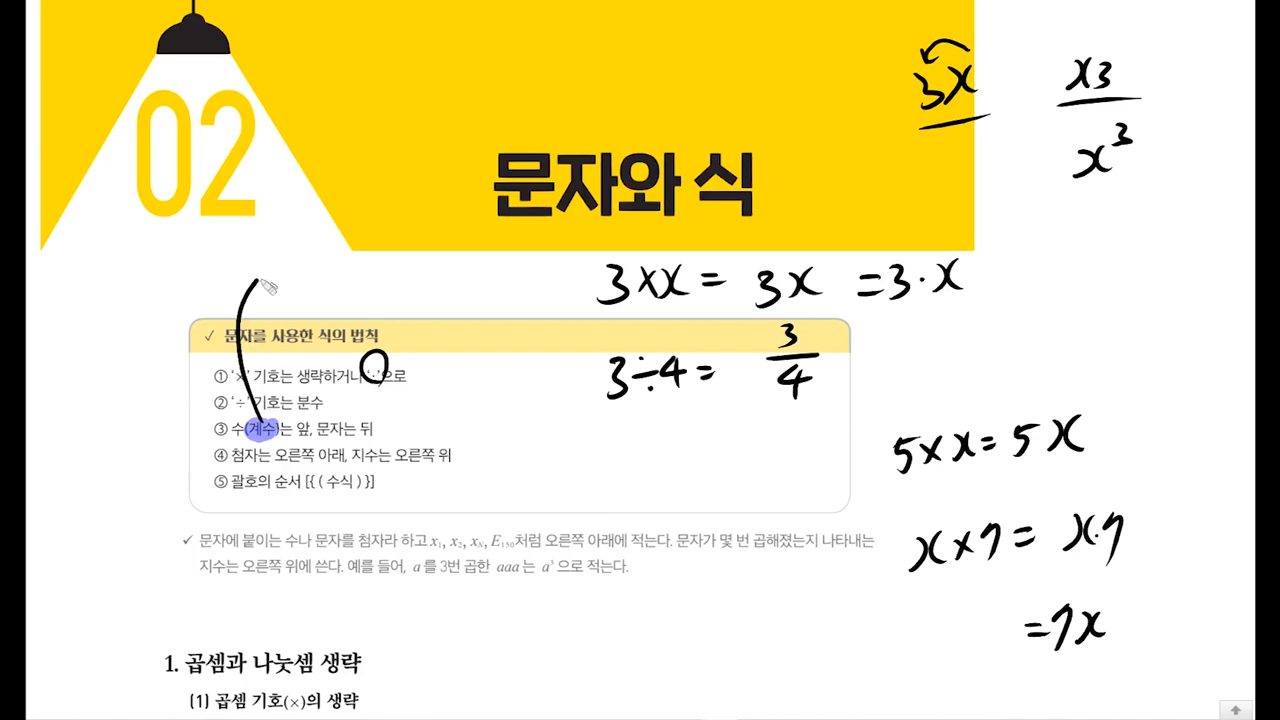 02
문자와 식
3x
x3
x³
3×x = 3x = 3·x
✓ 문자를 사용한 식의 법칙
3÷4 = 3/4
① ‘×’ 기호는 생략하거나 ‘·’으로
② ‘÷’ 기호는 분수
③ 수(계수)는 앞, 문자는 뒤
④ 첨자는 오른쪽 아래, 지수는 오른쪽 위
⑤ 괄호의 순서 [{ ( 수식 ) }]
5×x = 5x
x×7 = x·7
= 7x
✓ 문자에 붙이는 수나 문자를 첨자라 하고 x₁, x₂, x_N, E₁₅₀처럼 오른쪽 아래에 적는다. 문자가 몇 번 곱해졌는지 나타내는
지수는 오른쪽 위에 쓴다. 예를 들어, a 를 3번 곱한 aaa 는 a³ 으로 적는다.
1. 곱셈과 나눗셈 생략
(1) 곱셈 기호(×)의 생략